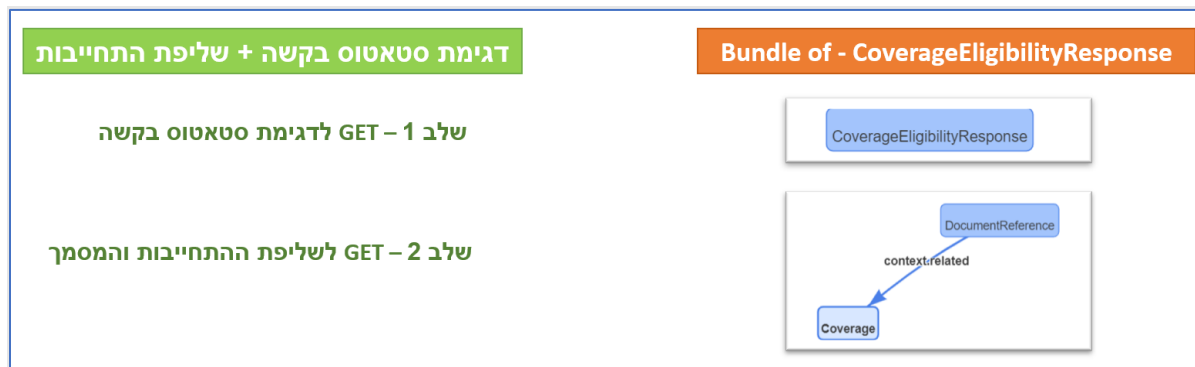 דגימת סטאטוס בקשה + שליפת התחייבות
Bundle of - CoverageEligibilityResponse
שלב 1 – GET לדגימת סטאטוס בקשה
CoverageEligibilityResponse
שלב 2 – GET לשליפת ההתחייבות והמסמך
DocumentReference
context.related
Coverage